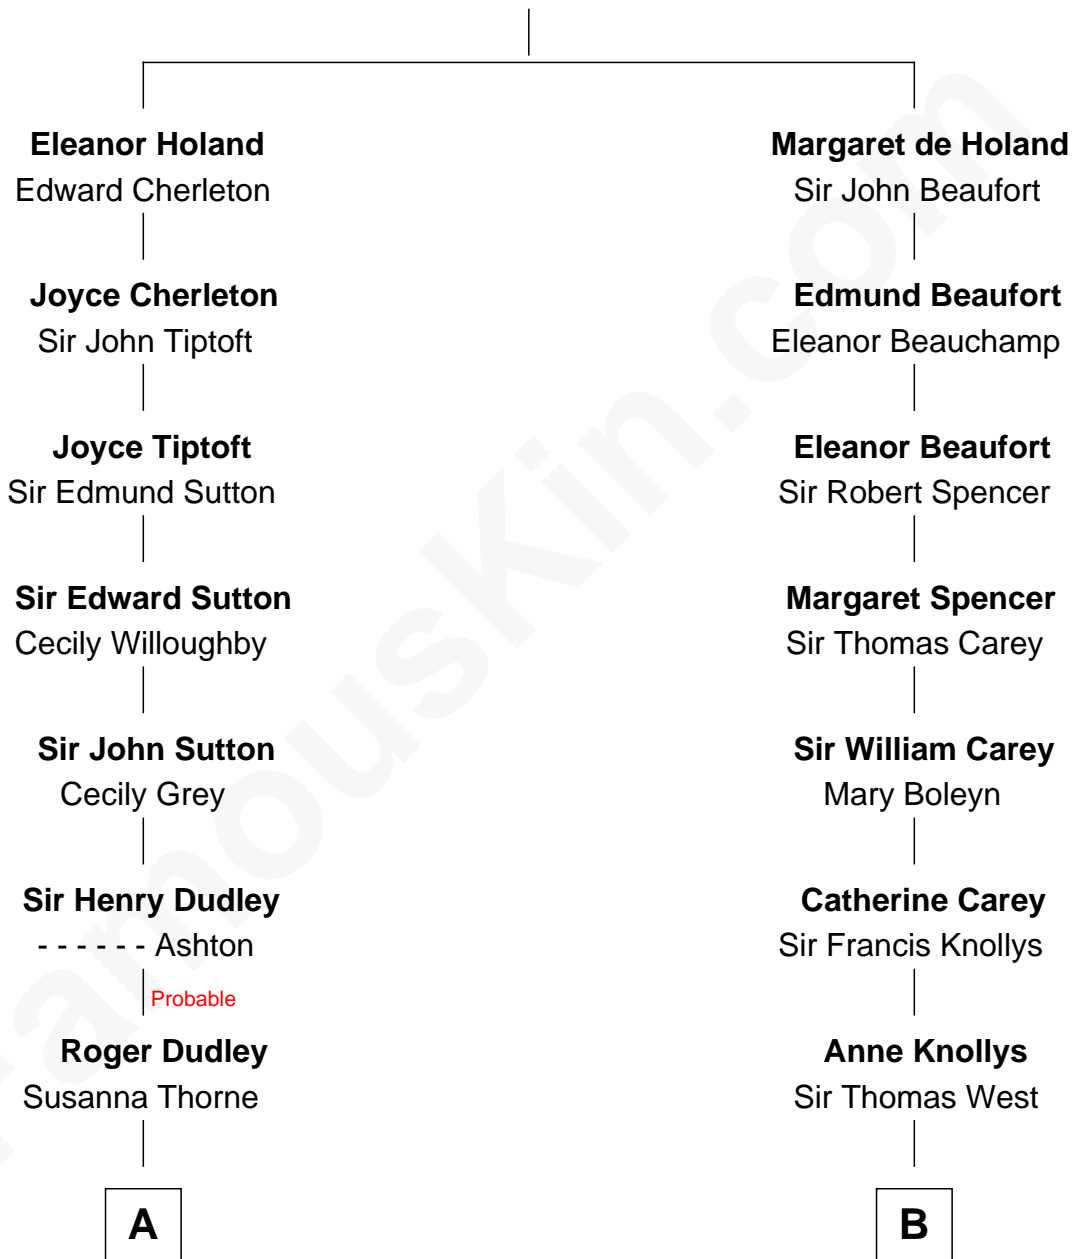 Eleanor Holand
Edward Cherleton
Joyce Cherleton
Sir John Tiptoft
Joyce Tiptoft
Sir Edmund Sutton
Sir Edward Sutton
Cecily Willoughby
Sir John Sutton
Cecily Grey
Sir Henry Dudley
- - - - - - Ashton
Probable
Roger Dudley
Susanna Thorne
A
Margaret de Holand
Sir John Beaufort
Edmund Beaufort
Eleanor Beauchamp
Eleanor Beaufort
Sir Robert Spencer
Margaret Spencer
Sir Thomas Carey
Sir William Carey
Mary Boleyn
Catherine Carey
Sir Francis Knollys
Anne Knollys
Sir Thomas West
B
FamousKin.com